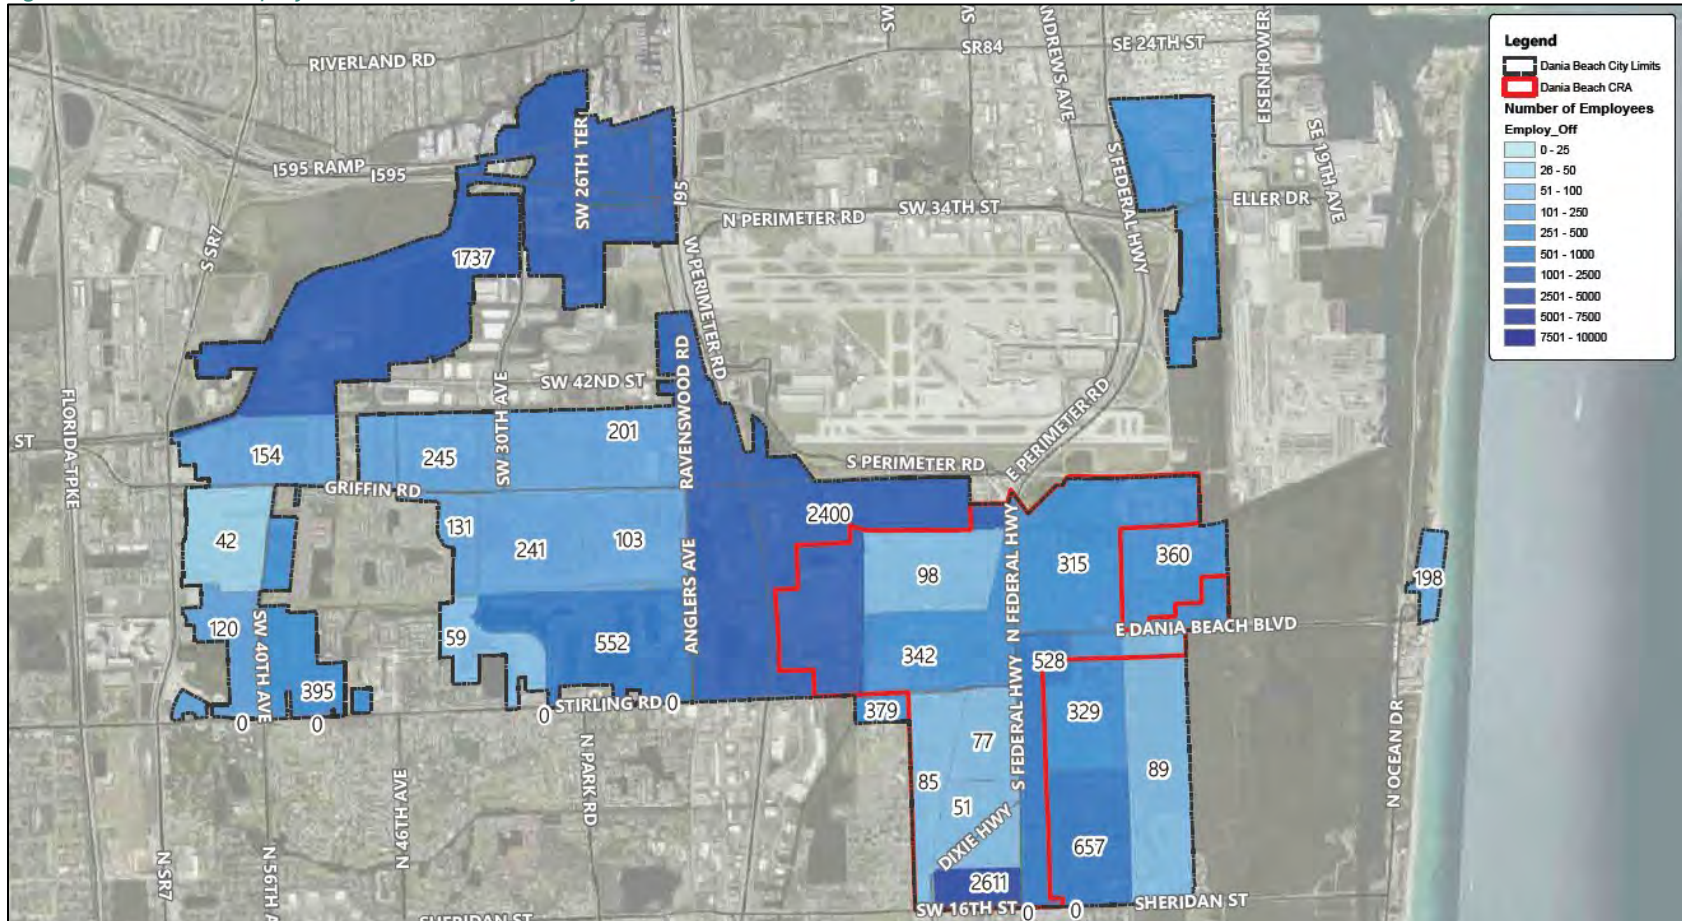 RIVERLAND RD
SW
SW
ANDREWS AVE
SR84
SE 24TH ST
EISENHOWER
SE 19TH AVE
I595 RAMP
I595
SW 26TH TER
I95
S FEDERAL HWY
N PERIMETER RD
SW 34TH ST
ELLER DR
S SR7
1737
W PERIMETER RD
FLORIDA TPKE
SW 42ND ST
SW 30TH AVE
RAVENSWOOD RD
E PERIMETER RD
ST
154
245
201
S PERIMETER RD
GRIFFIN RD
42
131
241
103
2400
98
N FEDERAL HWY
315
360
198
ANGLERS AVE
120
SW 40TH AVE
59
552
342
E DANIA BEACH BLVD
528
395
0
0
0
STIRLING RD
0
379
77
S FEDERAL HWY
329
89
85
51
N OCEAN DR
N PARK RD
N 46TH AVE
DIXIE HWY
657
N SR7
N 56TH A
2611
SHERIDAN ST
SW 16TH ST
0
0
SHERIDAN ST
Legend
Dania Beach City Limits
Dania Beach CRA
Number of Employees
Employ_Off
0 - 25
26 - 50
51 - 100
101 - 250
251 - 500
501 - 1000
1001 - 2500
2501 - 5000
5001 - 7500
7501 - 10000